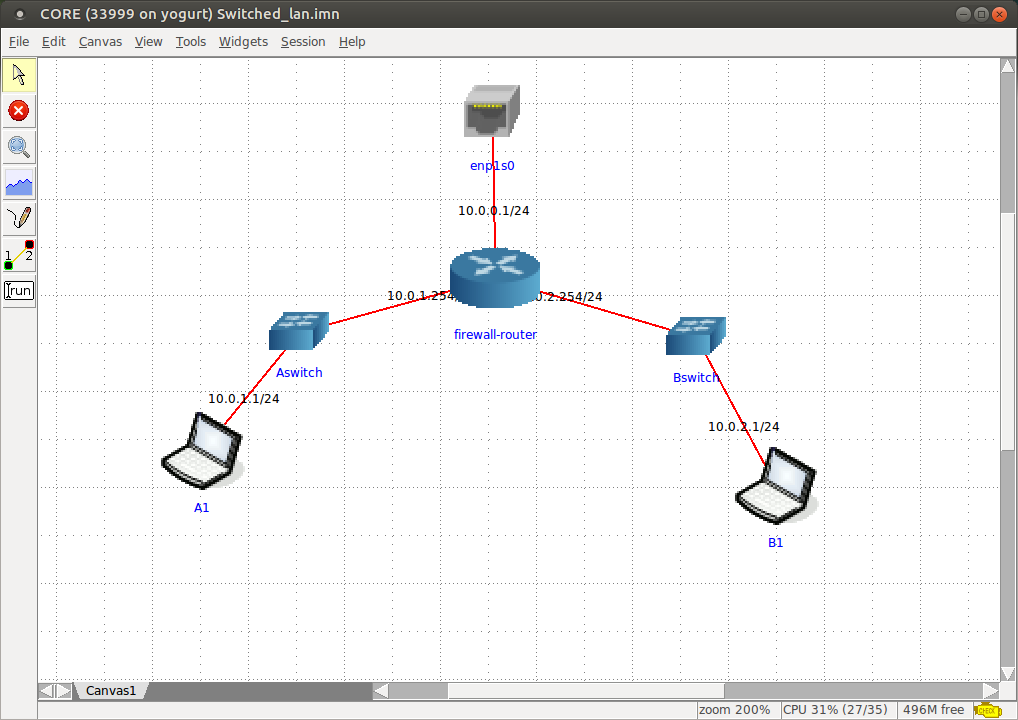 CORE (33999 on yogurt) Switched_lan.imn
File Edit Canvas View Tools Widgets Session Help
enp1s0
10.0.0.1/24
10.0.1.254
0.2.254/24
firewall-router
Aswitch
Bswitch
10.0.1.1/24
10.0.2.1/24
A1
B1
1 2
run
Canvas1
zoom 200% CPU 31% (27/35) 496M free CHECK